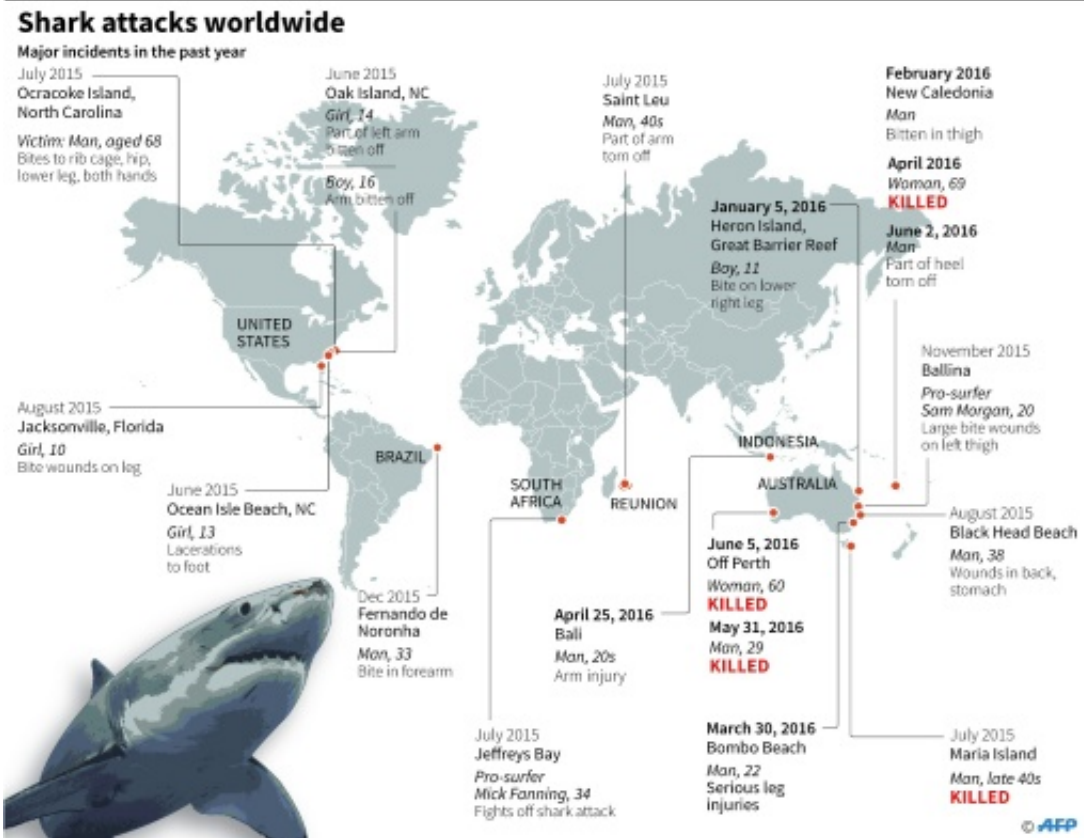 Shark attacks worldwide
Major incidents in the past year
July 2015
Ocracoke Island,
North Carolina
Victim: Man, aged 68
Bites to rib cage, hip,
lower leg, both hands
June 2015
Oak Island, NC
Girl, 14
Part of left arm
bitten off
Boy, 16
Arm bitten off
July 2015
Saint Leu
Man, 40s
Part of arm
torn off
January 5, 2016
Heron Island,
Great Barrier Reef
Boy, 11
Bite on lower
right leg
February 2016
New Caledonia
Man
Bitten in thigh
April 2016
Woman, 69
KILLED
June 2, 2016
Man
Part of heel
torn off
UNITED
STATES
BRAZIL
SOUTH
AFRICA
REUNION
INDONESIA
AUSTRALIA
November 2015
Ballina
Pro-surfer
Sam Morgan, 20
Large bite wounds
on left thigh
August 2015
Jacksonville, Florida
Girl, 10
Bite wounds on leg
June 2015
Ocean Isle Beach, NC
Girl, 13
Lacerations
to foot
Dec 2015
Fernando de
Noronha
Man, 33
Bite in forearm
July 2015
Jeffreys Bay
Pro-surfer
Mick Fanning, 34
Fights off shark attack
April 25, 2016
Bali
Man, 20s
Arm injury
June 5, 2016
Off Perth
Woman, 60
KILLED
May 31, 2016
Man, 29
KILLED
March 30, 2016
Bombo Beach
Man, 22
Serious leg
injuries
August 2015
Black Head Beach
Man, 38
Wounds in back,
stomach
July 2015
Maria Island
Man, late 40s
KILLED
© AFP